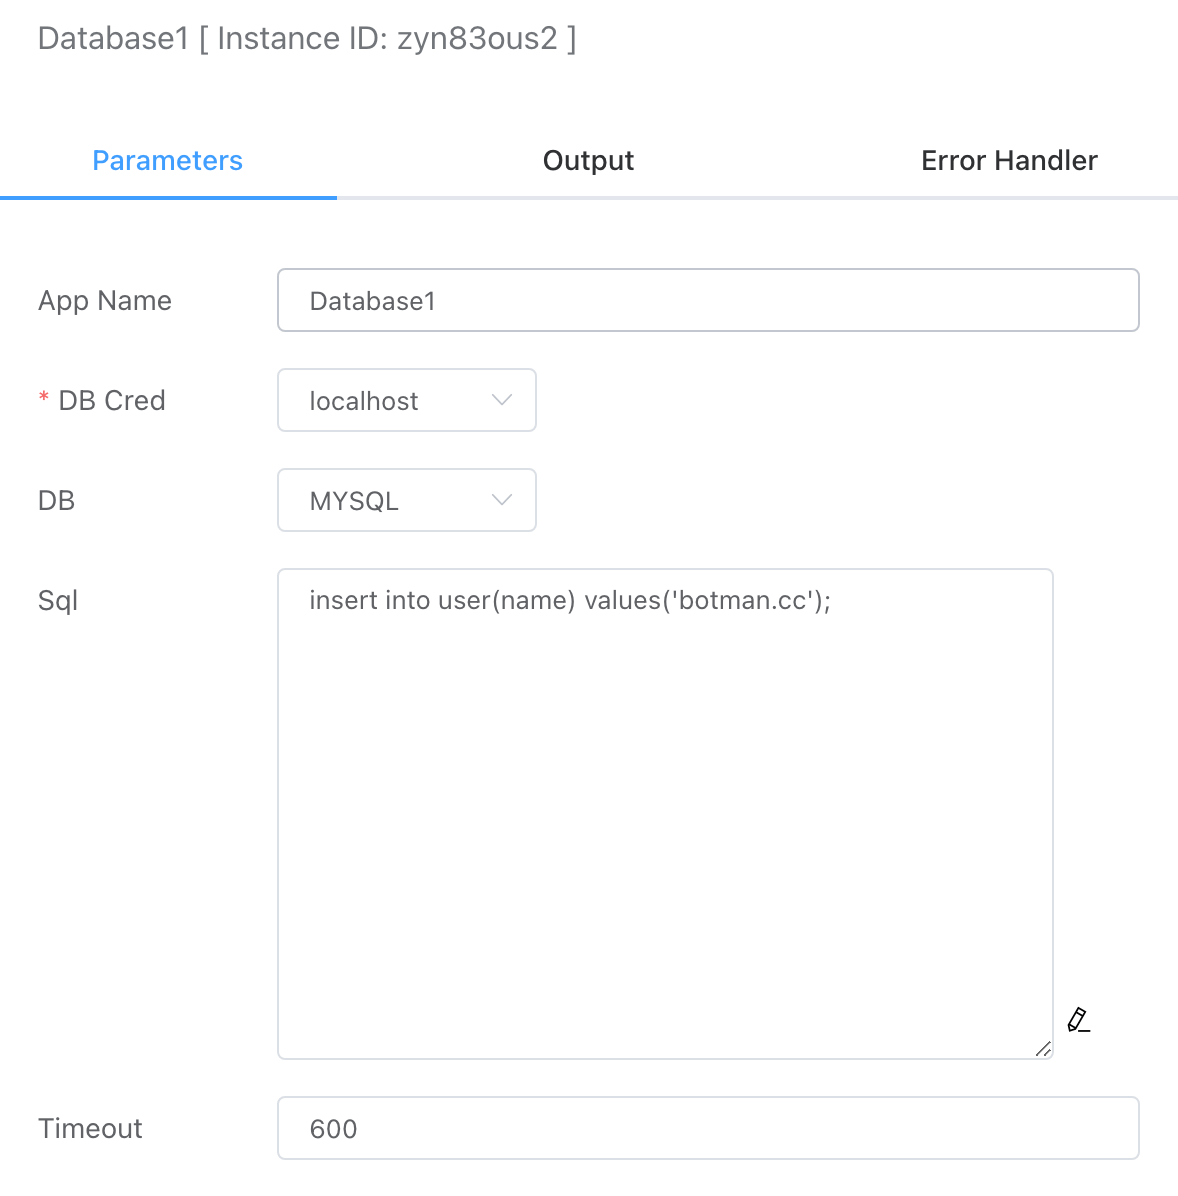 Database1 [ Instance ID: zyn83ous2 ]
Parameters Output Error Handler
App Name Database1
* DB Cred localhost
DB MYSQL
Sql insert into user(name) values('botman.cc');
Timeout 600